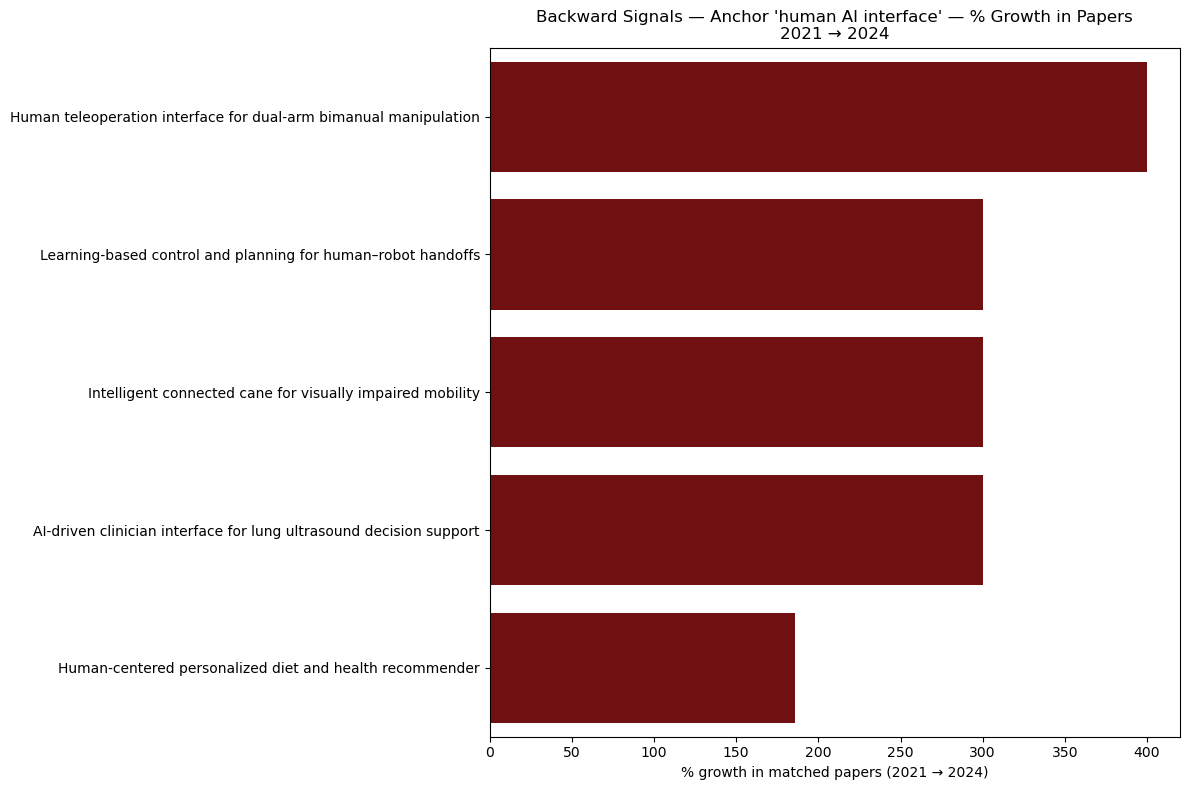 Backward Signals — Anchor 'human AI interface' — % Growth in Papers
2021 → 2024
Human teleoperation interface for dual-arm bimanual manipulation
Learning-based control and planning for human–robot handoffs
Intelligent connected cane for visually impaired mobility
AI-driven clinician interface for lung ultrasound decision support
Human-centered personalized diet and health recommender
0 50 100 150 200 250 300 350 400
% growth in matched papers (2021 → 2024)